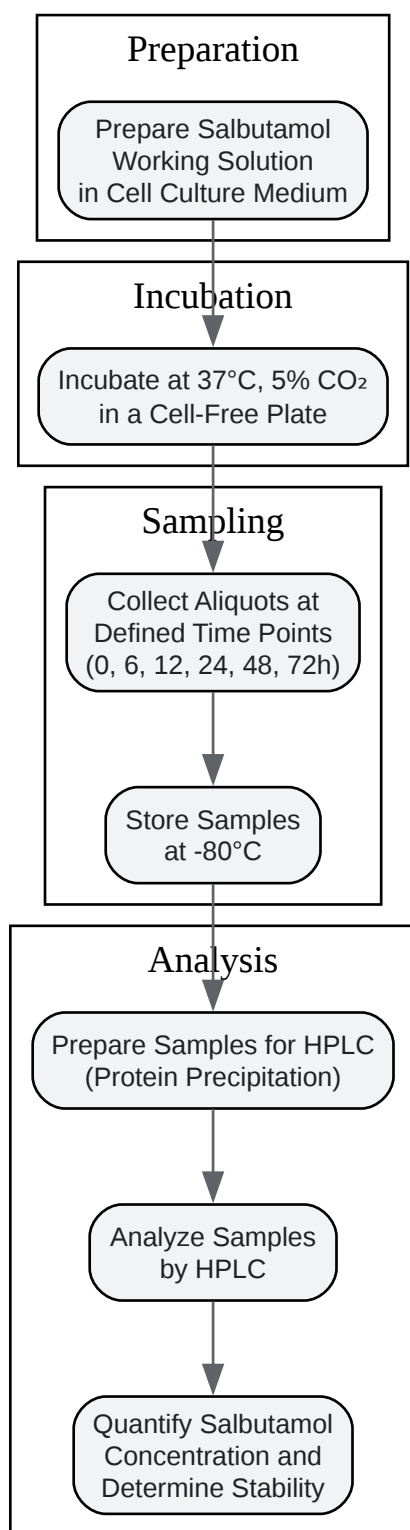 Preparation
Prepare Salbutamol
Working Solution
in Cell Culture Medium
Incubation
Incubate at 37°C, 5% CO₂
in a Cell-Free Plate
Sampling
Collect Aliquots at
Defined Time Points
(0, 6, 12, 24, 48, 72h)
Store Samples
at -80°C
Analysis
Prepare Samples for HPLC
(Protein Precipitation)
Analyze Samples
by HPLC
Quantify Salbutamol
Concentration and
Determine Stability